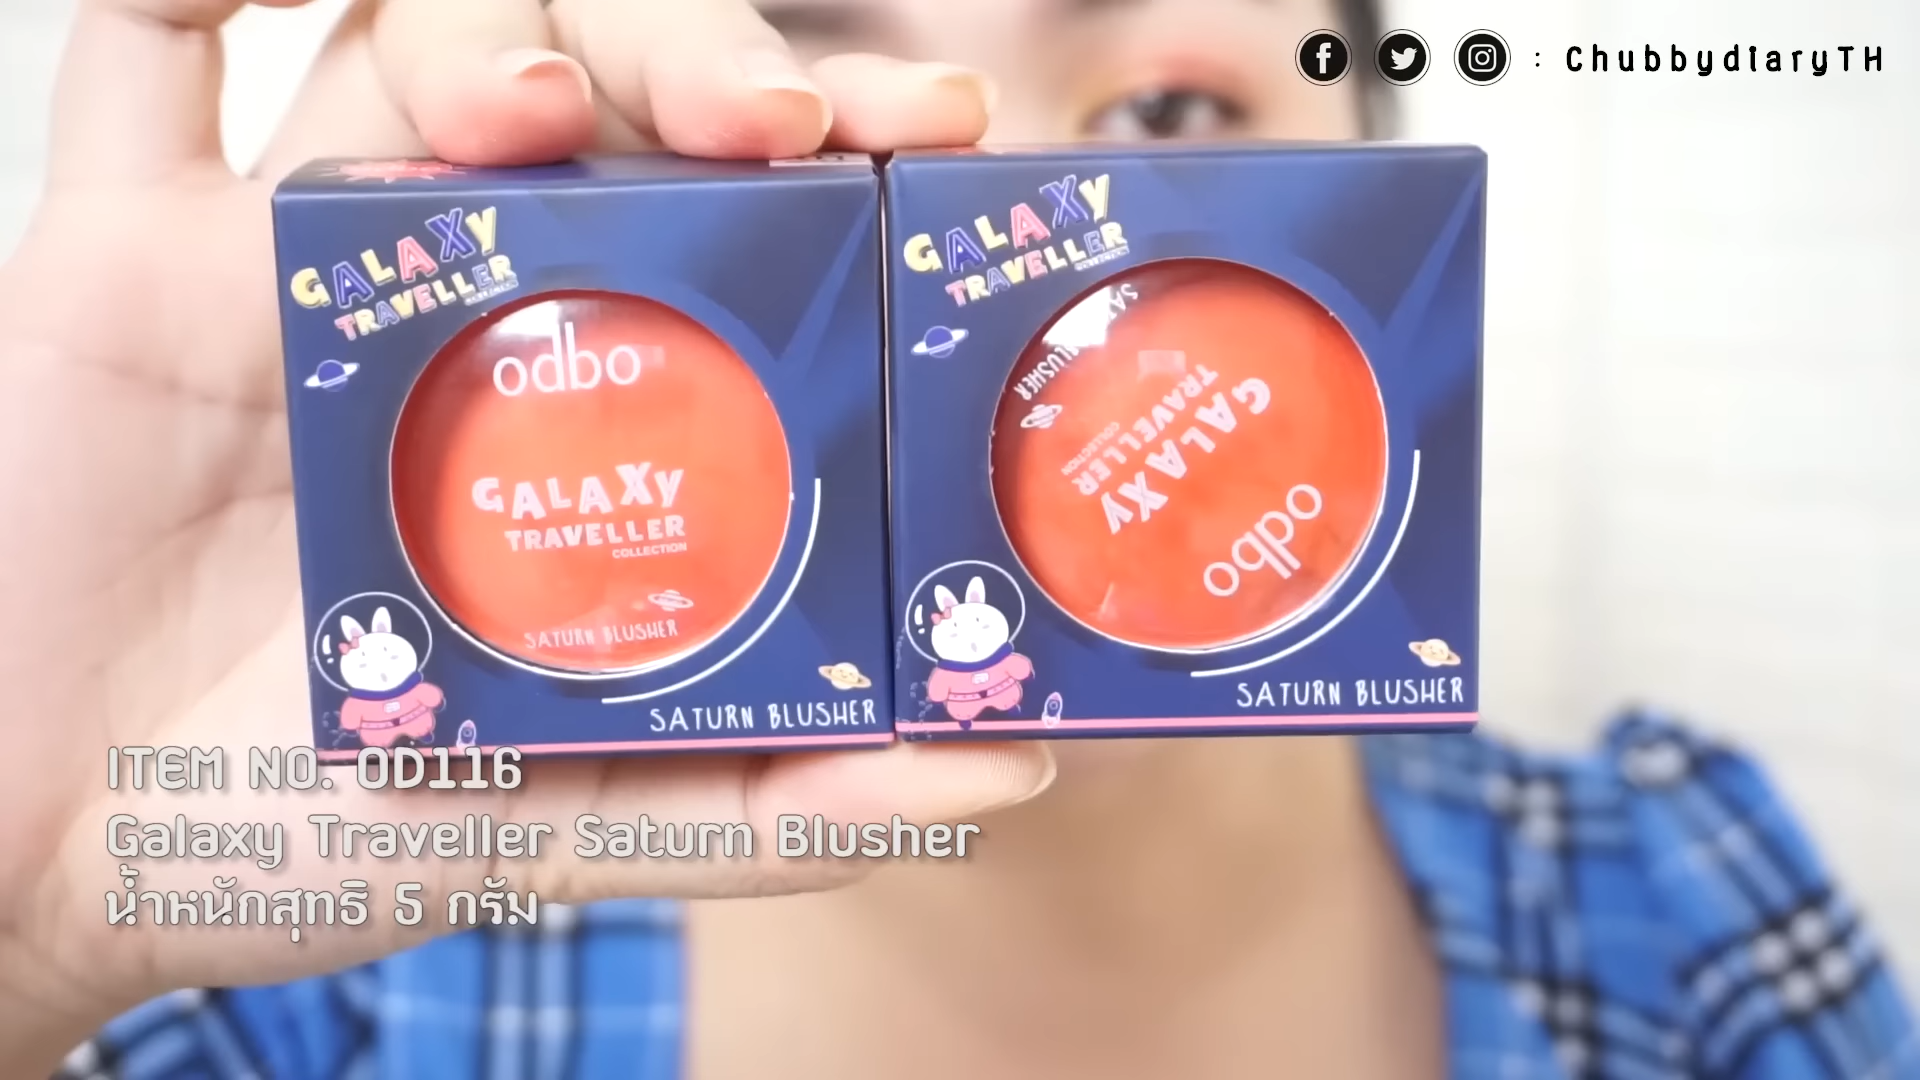 : ChubbydiaryTH
GALAXY
TRAVELLER
odbo
GALAXY
TRAVELLER
COLLECTION
SATURN BLUSHER
SATURN BLUSHER
GALAXY
TRAVELLER
SATURN BLUSHER
GALAXY
TRAVELLER
COLLECTION
odbo
SATURN BLUSHER
ITEM NO. OD116
Galaxy Traveller Saturn Blusher
น้ำหนักสุทธิ 5 กรัม